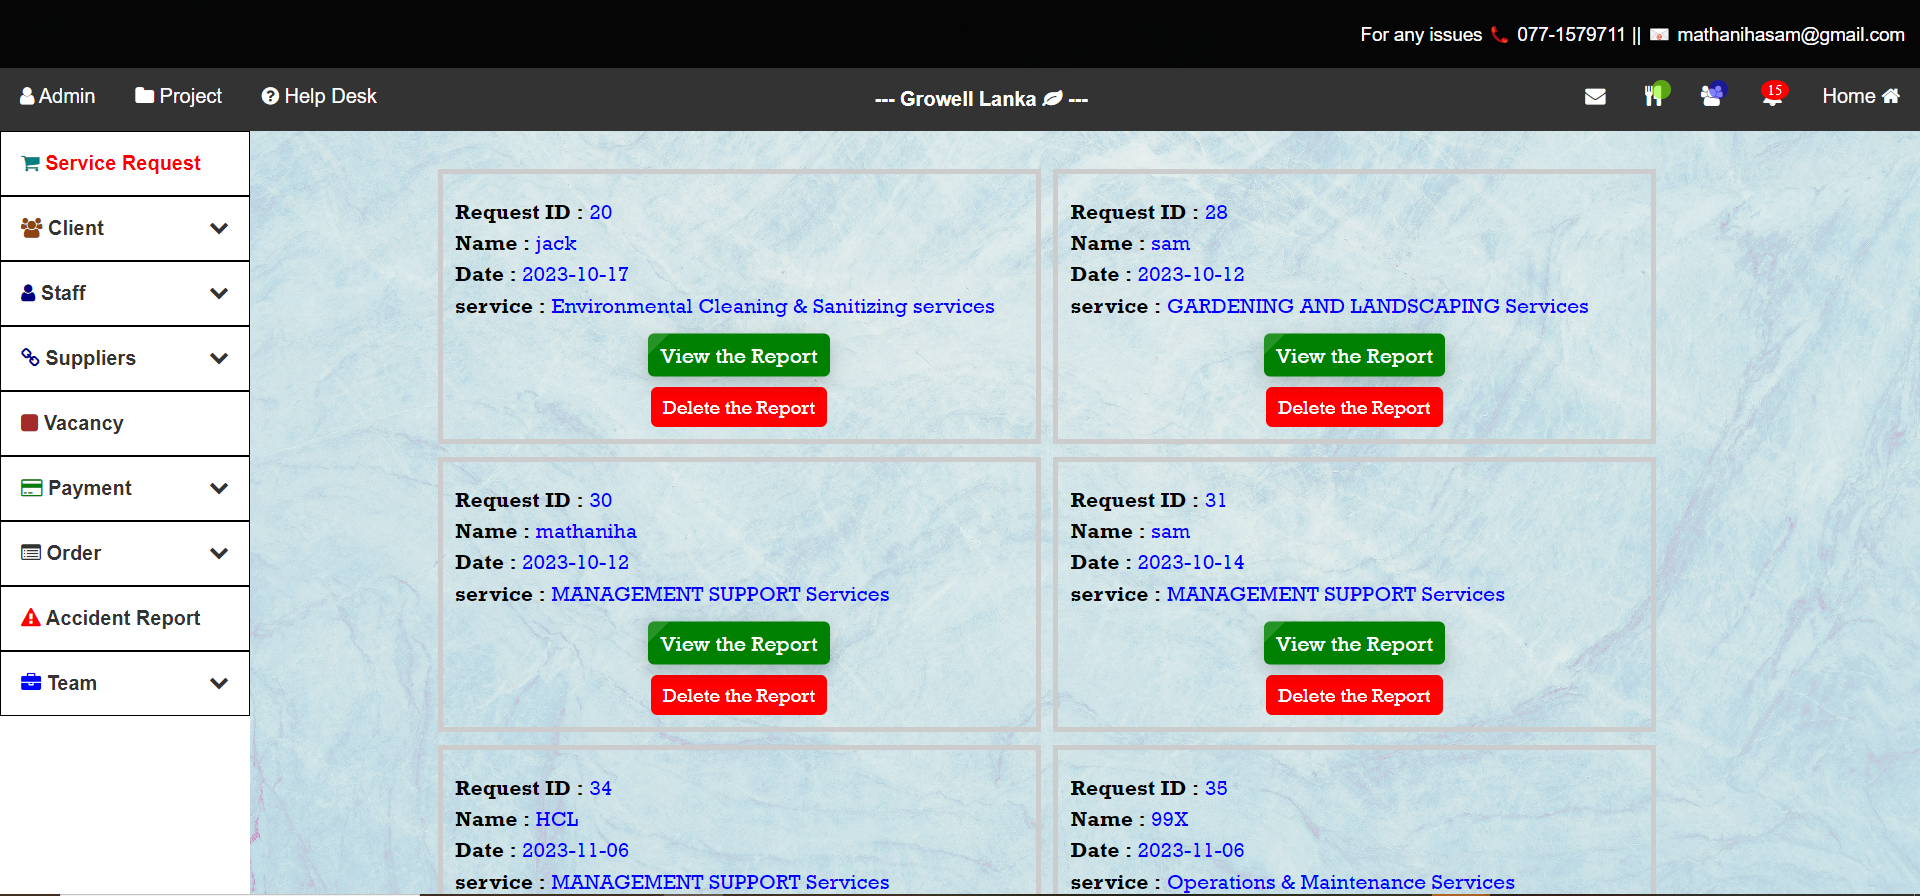 For any issues 077-1579711 || mathanihasam@gmail.com
Admin Project Help Desk --- Growell Lanka --- 15 Home
Service Request
Client
Staff
Suppliers
Vacancy
Payment
Order
Accident Report
Team
Request ID : 20
Name : jack
Date : 2023-10-17
service : Environmental Cleaning & Sanitizing services
View the Report
Delete the Report
Request ID : 28
Name : sam
Date : 2023-10-12
service : GARDENING AND LANDSCAPING Services
View the Report
Delete the Report
Request ID : 30
Name : mathaniha
Date : 2023-10-12
service : MANAGEMENT SUPPORT Services
View the Report
Delete the Report
Request ID : 31
Name : sam
Date : 2023-10-14
service : MANAGEMENT SUPPORT Services
View the Report
Delete the Report
Request ID : 34
Name : HCL
Date : 2023-11-06
service : MANAGEMENT SUPPORT Services
Request ID : 35
Name : 99X
Date : 2023-11-06
service : Operations & Maintenance Services